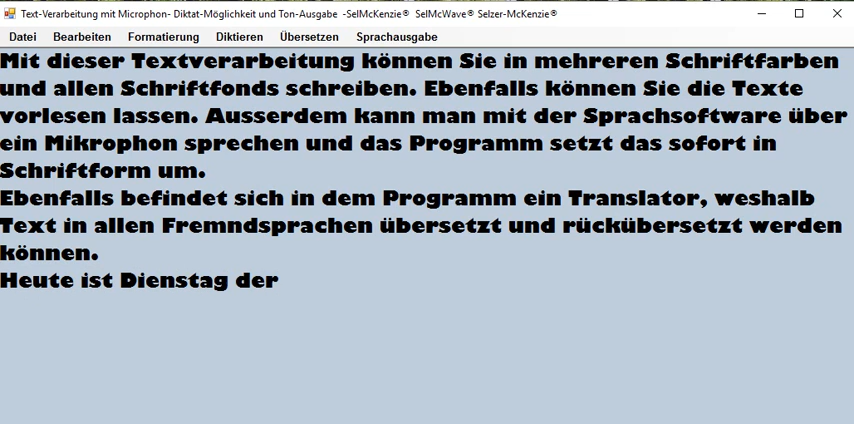 Text-Verarbeitung mit Microphon- Diktat-Möglichkeit und Ton-Ausgabe -SelMcKenzie® SelMcWave® Selzer-McKenzie®
Datei Bearbeiten Formatierung Diktieren Übersetzen Sprachausgabe
Mit dieser Textverarbeitung können Sie in mehreren Schriftfarben
und allen Schriftfonds schreiben. Ebenfalls können Sie die Texte
vorlesen lassen. Ausserdem kann man mit der Sprachsoftware über
ein Mikrophon sprechen und das Programm setzt das sofort in
Schriftform um.
Ebenfalls befindet sich in dem Programm ein Translator, weshalb
Text in allen Fremndsprachen übersetzt und rückübersetzt werden
können.
Heute ist Dienstag der